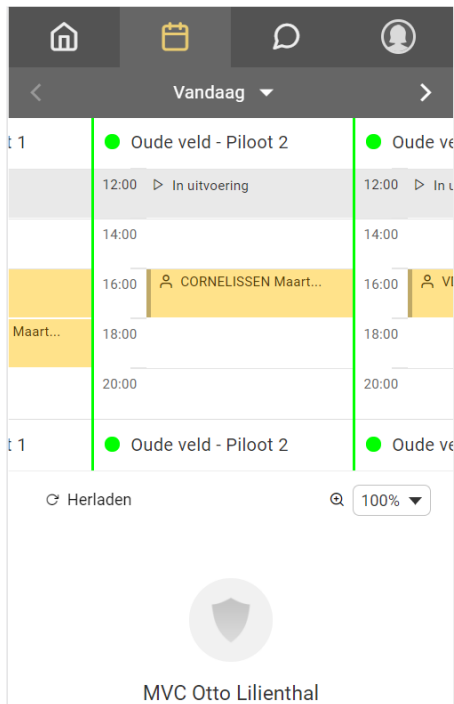 Vandaag
t 1
Oude veld - Piloot 2
Oude ve
12:00
In uitvoering
12:00
In u
14:00
14:00
16:00
CORNELISSEN Maart...
16:00
VD
Maart...
18:00
18:00
20:00
20:00
t 1
Oude veld - Piloot 2
Oude ve
Herladen
100%
MVC Otto Lilienthal